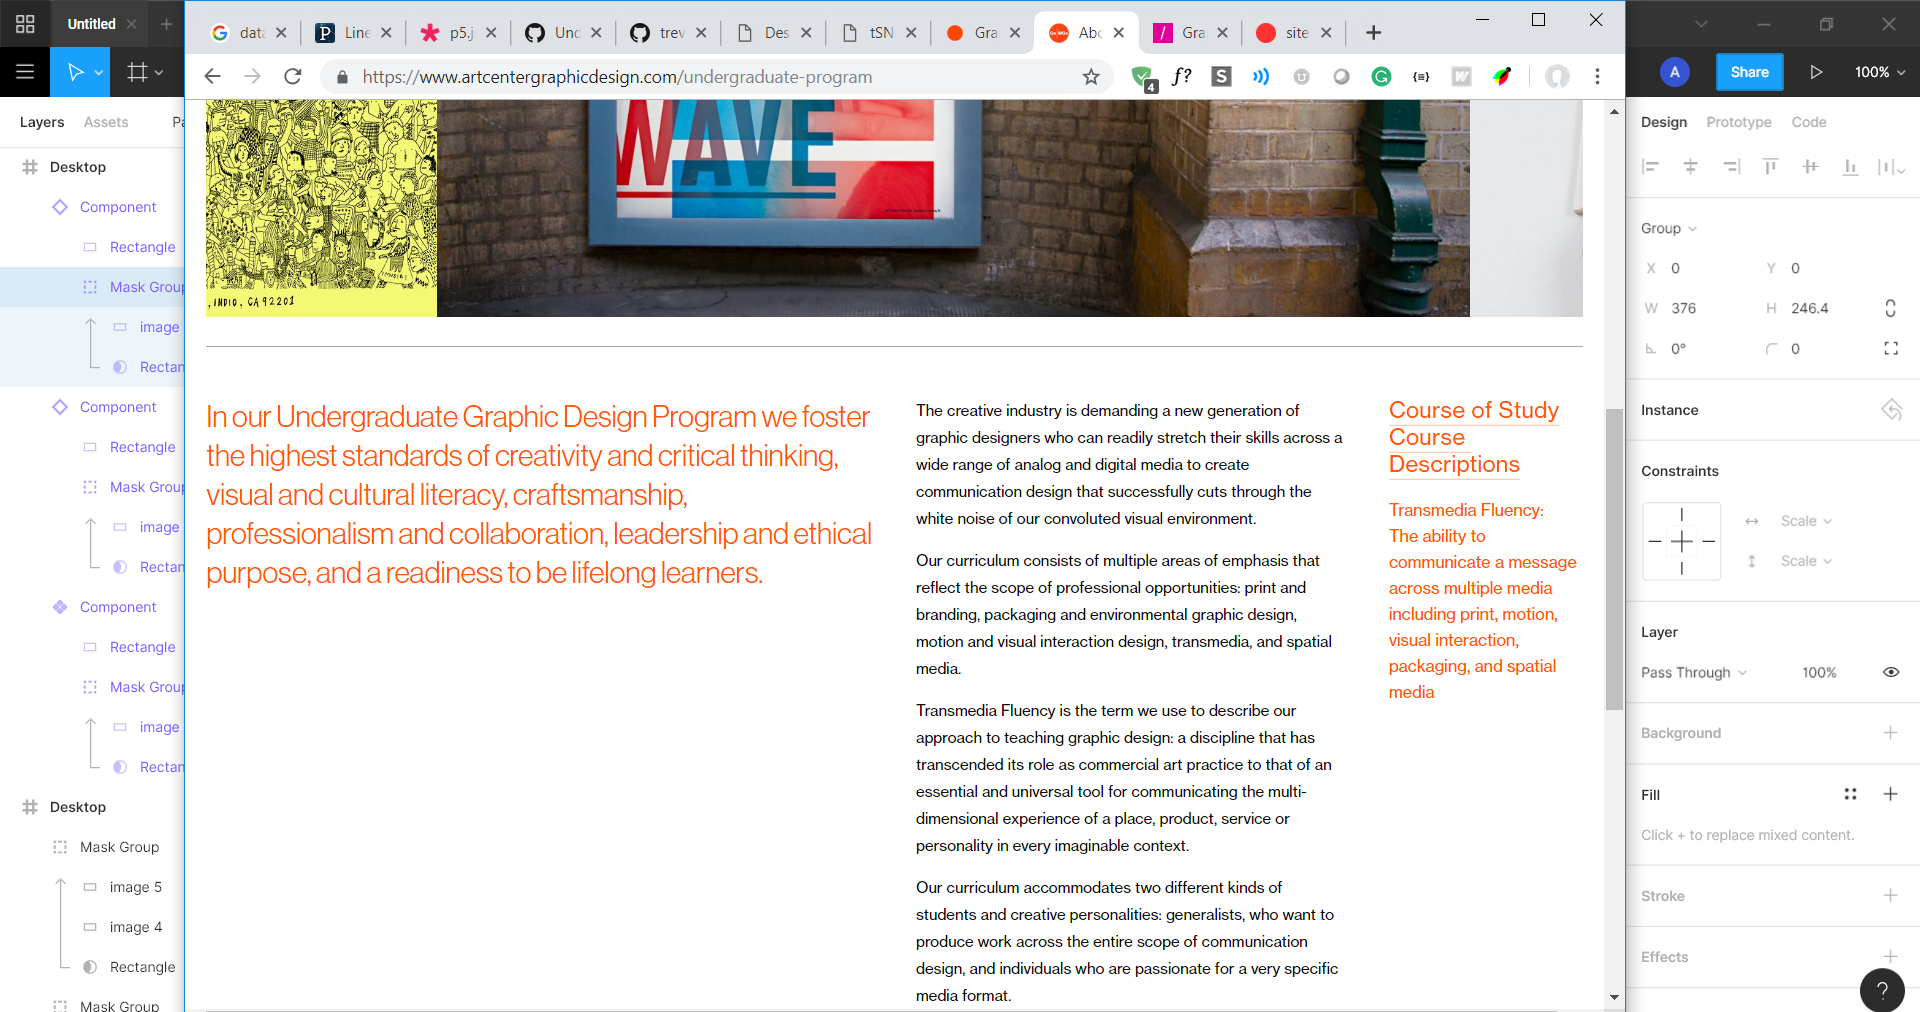 Untitled
data
Line
p5.j
Und
trev
Des
tSN
Gra
Abo
Gra
site
https://www.artcentergraphicdesign.com/undergraduate-program
4
f?
S
W
A
Share
100%
Layers
Assets
Pa
Desktop
Component
Rectangle
Mask Group
image
Rectan
Component
Rectangle
Mask Group
image
Rectan
Component
Rectangle
Mask Group
image
Rectan
Desktop
Mask Group
image 5
image 4
Rectangle
Mask Group
WAVE
, INDIO, CA 92201
In our Undergraduate Graphic Design Program we foster
the highest standards of creativity and critical thinking,
visual and cultural literacy, craftsmanship,
professionalism and collaboration, leadership and ethical
purpose, and a readiness to be lifelong learners.
The creative industry is demanding a new generation of
graphic designers who can readily stretch their skills across a
wide range of analog and digital media to create
communication design that successfully cuts through the
white noise of our convoluted visual environment.
Our curriculum consists of multiple areas of emphasis that
reflect the scope of professional opportunities: print and
branding, packaging and environmental graphic design,
motion and visual interaction design, transmedia, and spatial
media.
Transmedia Fluency is the term we use to describe our
approach to teaching graphic design: a discipline that has
transcended its role as commercial art practice to that of an
essential and universal tool for communicating the multi-
dimensional experience of a place, product, service or
personality in every imaginable context.
Our curriculum accommodates two different kinds of
students and creative personalities: generalists, who want to
produce work across the entire scope of communication
design, and individuals who are passionate for a very specific
media format.
Course of Study
Course
Descriptions
Transmedia Fluency:
The ability to
communicate a message
across multiple media
including print, motion,
visual interaction,
packaging, and spatial
media
Design
Prototype
Code
Group
X 0
Y 0
W 376
H 246.4
0°
0
Instance
Constraints
Scale
Scale
Layer
Pass Through
100%
Background
Fill
Click + to replace mixed content.
Stroke
Effects
?